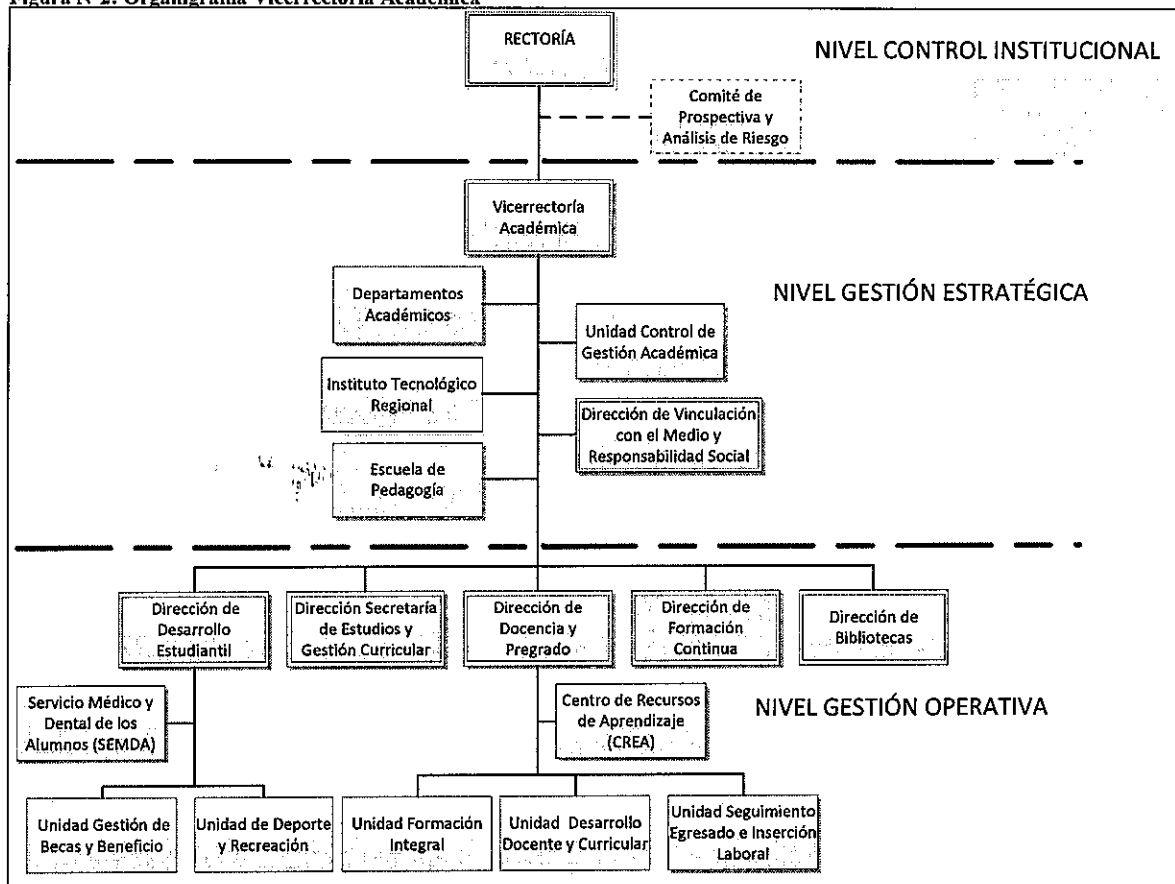 Figura N°2: Organigrama Vicerrectoría Académica
RECTORÍA
NIVEL CONTROL INSTITUCIONAL
Comité de
Prospectiva y
Análisis de Riesgo
Vicerrectoría
Académica
Departamentos
Académicos
NIVEL GESTIÓN ESTRATÉGICA
Unidad Control de
Gestión Académica
Instituto Tecnológico
Regional
Dirección de Vinculación
con el Medio y
Responsabilidad Social
Escuela de
Pedagogía
Dirección de
Desarrollo
Estudiantil
Dirección Secretaría
de Estudios y
Gestión Curricular
Dirección de
Docencia y
Pregrado
Dirección de
Formación
Continua
Dirección de
Bibliotecas
Servicio Médico y
Dental de los
Alumnos (SEMDA)
Centro de Recursos
de Aprendizaje
(CREA)
NIVEL GESTIÓN OPERATIVA
Unidad Gestión de
Becas y Beneficio
Unidad de Deporte
y Recreación
Unidad Formación
Integral
Unidad Desarrollo
Docente y Curricular
Unidad Seguimiento
Egresado e Inserción
Laboral